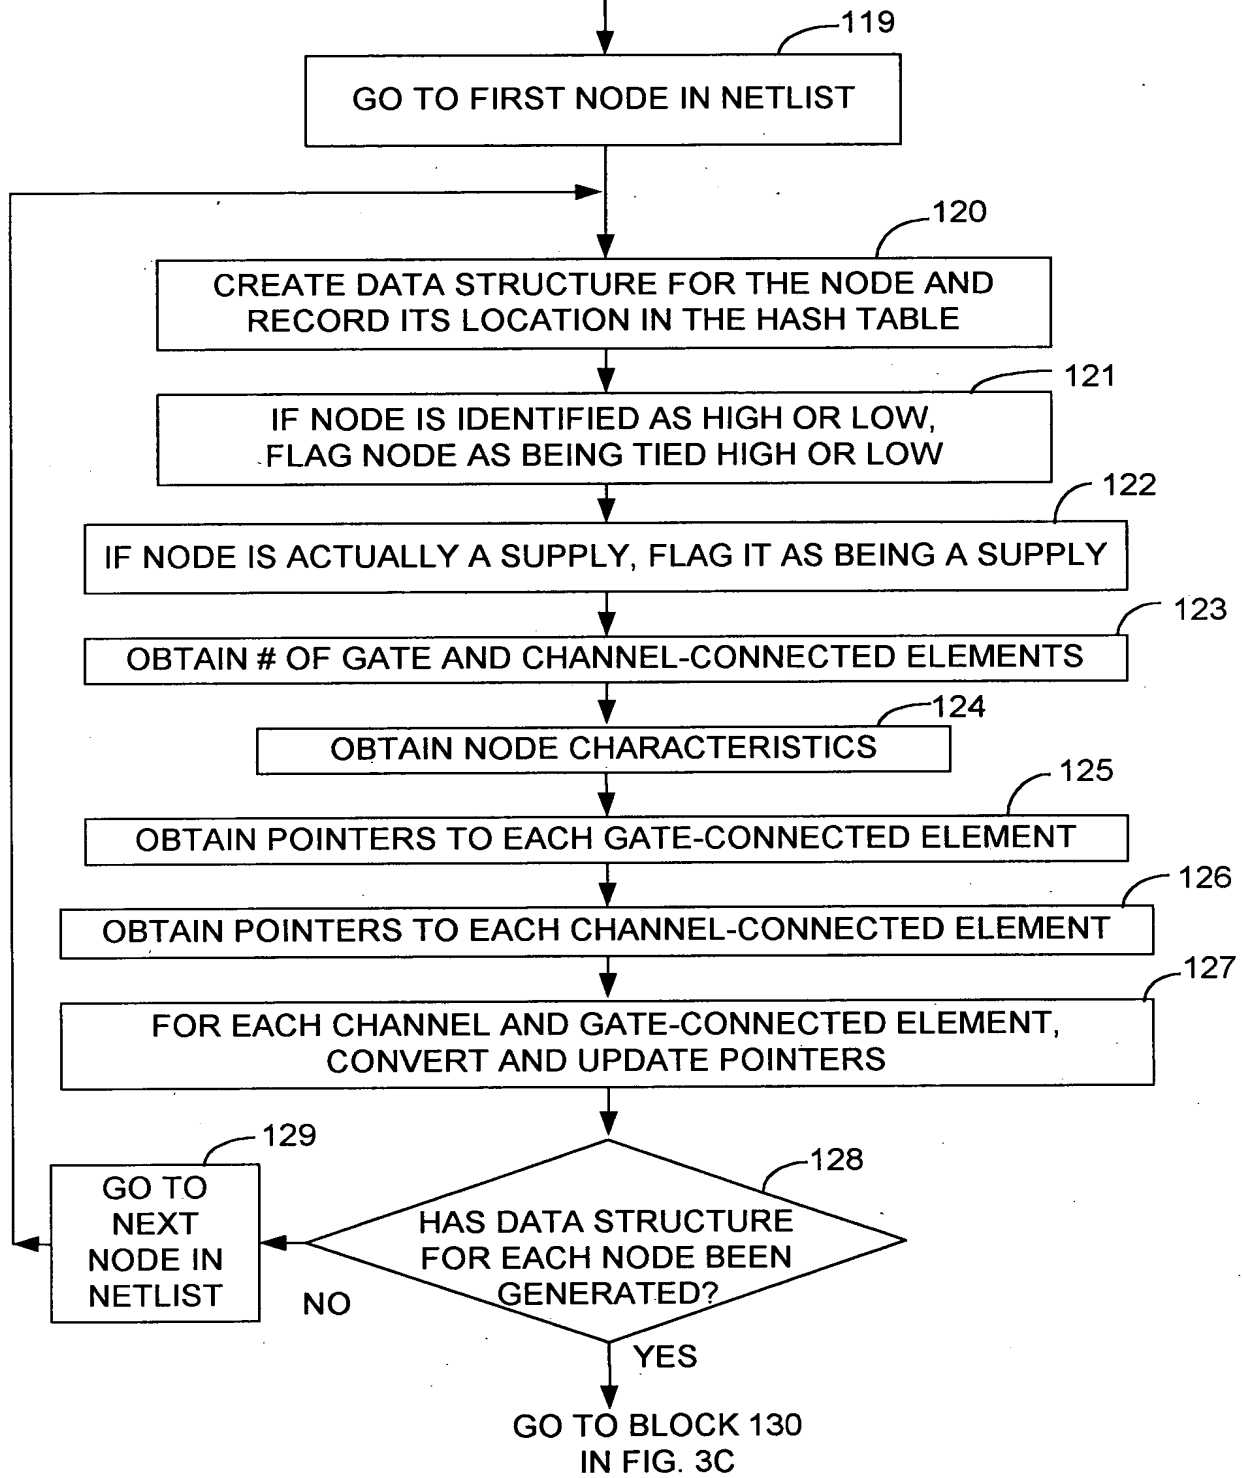 119
GO TO FIRST NODE IN NETLIST
120
CREATE DATA STRUCTURE FOR THE NODE AND
RECORD ITS LOCATION IN THE HASH TABLE
121
IF NODE IS IDENTIFIED AS HIGH OR LOW,
FLAG NODE AS BEING TIED HIGH OR LOW
122
IF NODE IS ACTUALLY A SUPPLY, FLAG IT AS BEING A SUPPLY
123
OBTAIN # OF GATE AND CHANNEL-CONNECTED ELEMENTS
124
OBTAIN NODE CHARACTERISTICS
125
OBTAIN POINTERS TO EACH GATE-CONNECTED ELEMENT
126
OBTAIN POINTERS TO EACH CHANNEL-CONNECTED ELEMENT
127
FOR EACH CHANNEL AND GATE-CONNECTED ELEMENT,
CONVERT AND UPDATE POINTERS
128
HAS DATA STRUCTURE
FOR EACH NODE BEEN
GENERATED?
129
GO TO
NEXT
NODE IN
NETLIST
NO
YES
GO TO BLOCK 130
IN FIG. 3C